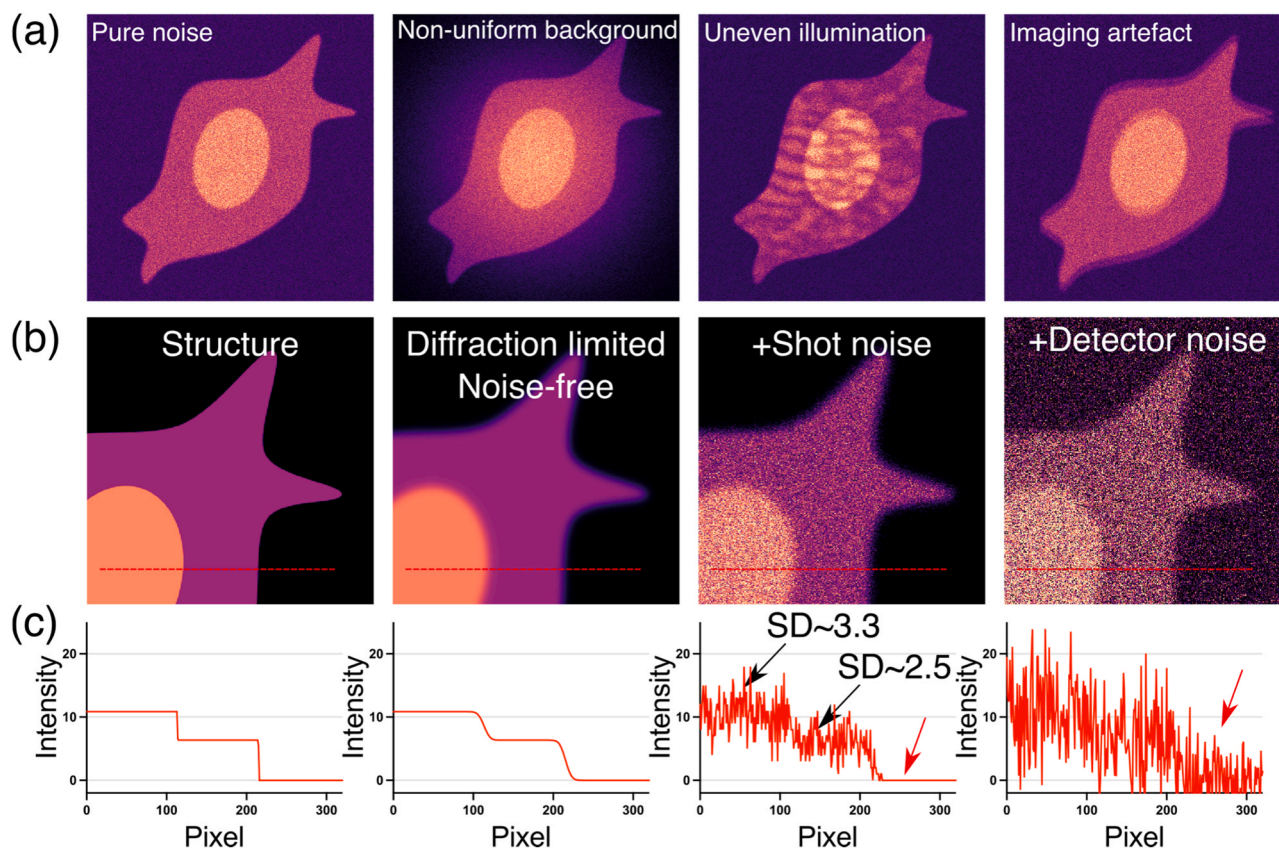 (a)
Pure noise
Non-uniform background
Uneven illumination
Imaging artefact
(b)
Structure
Diffraction limited
Noise-free
+Shot noise
+Detector noise
(c)
Intensity
20
10
0
0
100
200
300
Pixel
Intensity
20
10
0
0
100
200
300
Pixel
Intensity
20
10
0
SD~3.3
SD~2.5
0
100
200
300
Pixel
Intensity
20
10
0
0
100
200
300
Pixel